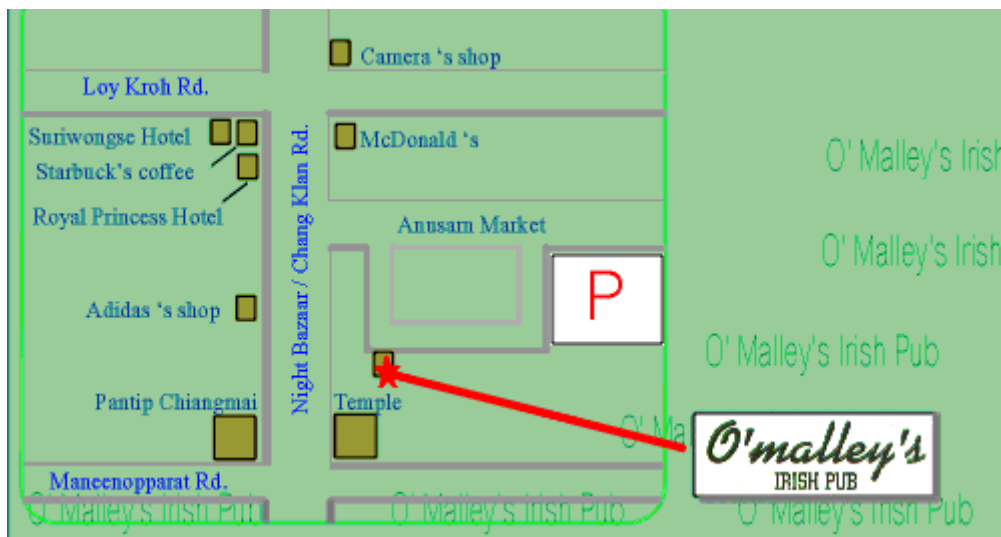 Camera ‘s shop
Loy Kroh Rd.
Suriwongse Hotel
McDonald ‘s
O' Malley's Irish
Starbuck’s coffee
Royal Princess Hotel
Night Bazaar / Chang Klan Rd.
Anusarn Market
O' Malley's Irish
P
Adidas ‘s shop
O' Malley's Irish Pub
Pantip Chiangmai
Temple
O' Ma
O'malley's
IRISH PUB
Maneenopparat Rd.
O' Malley's Irish Pub
O' Malley's Irish Pub
O' Malley's Irish Pub